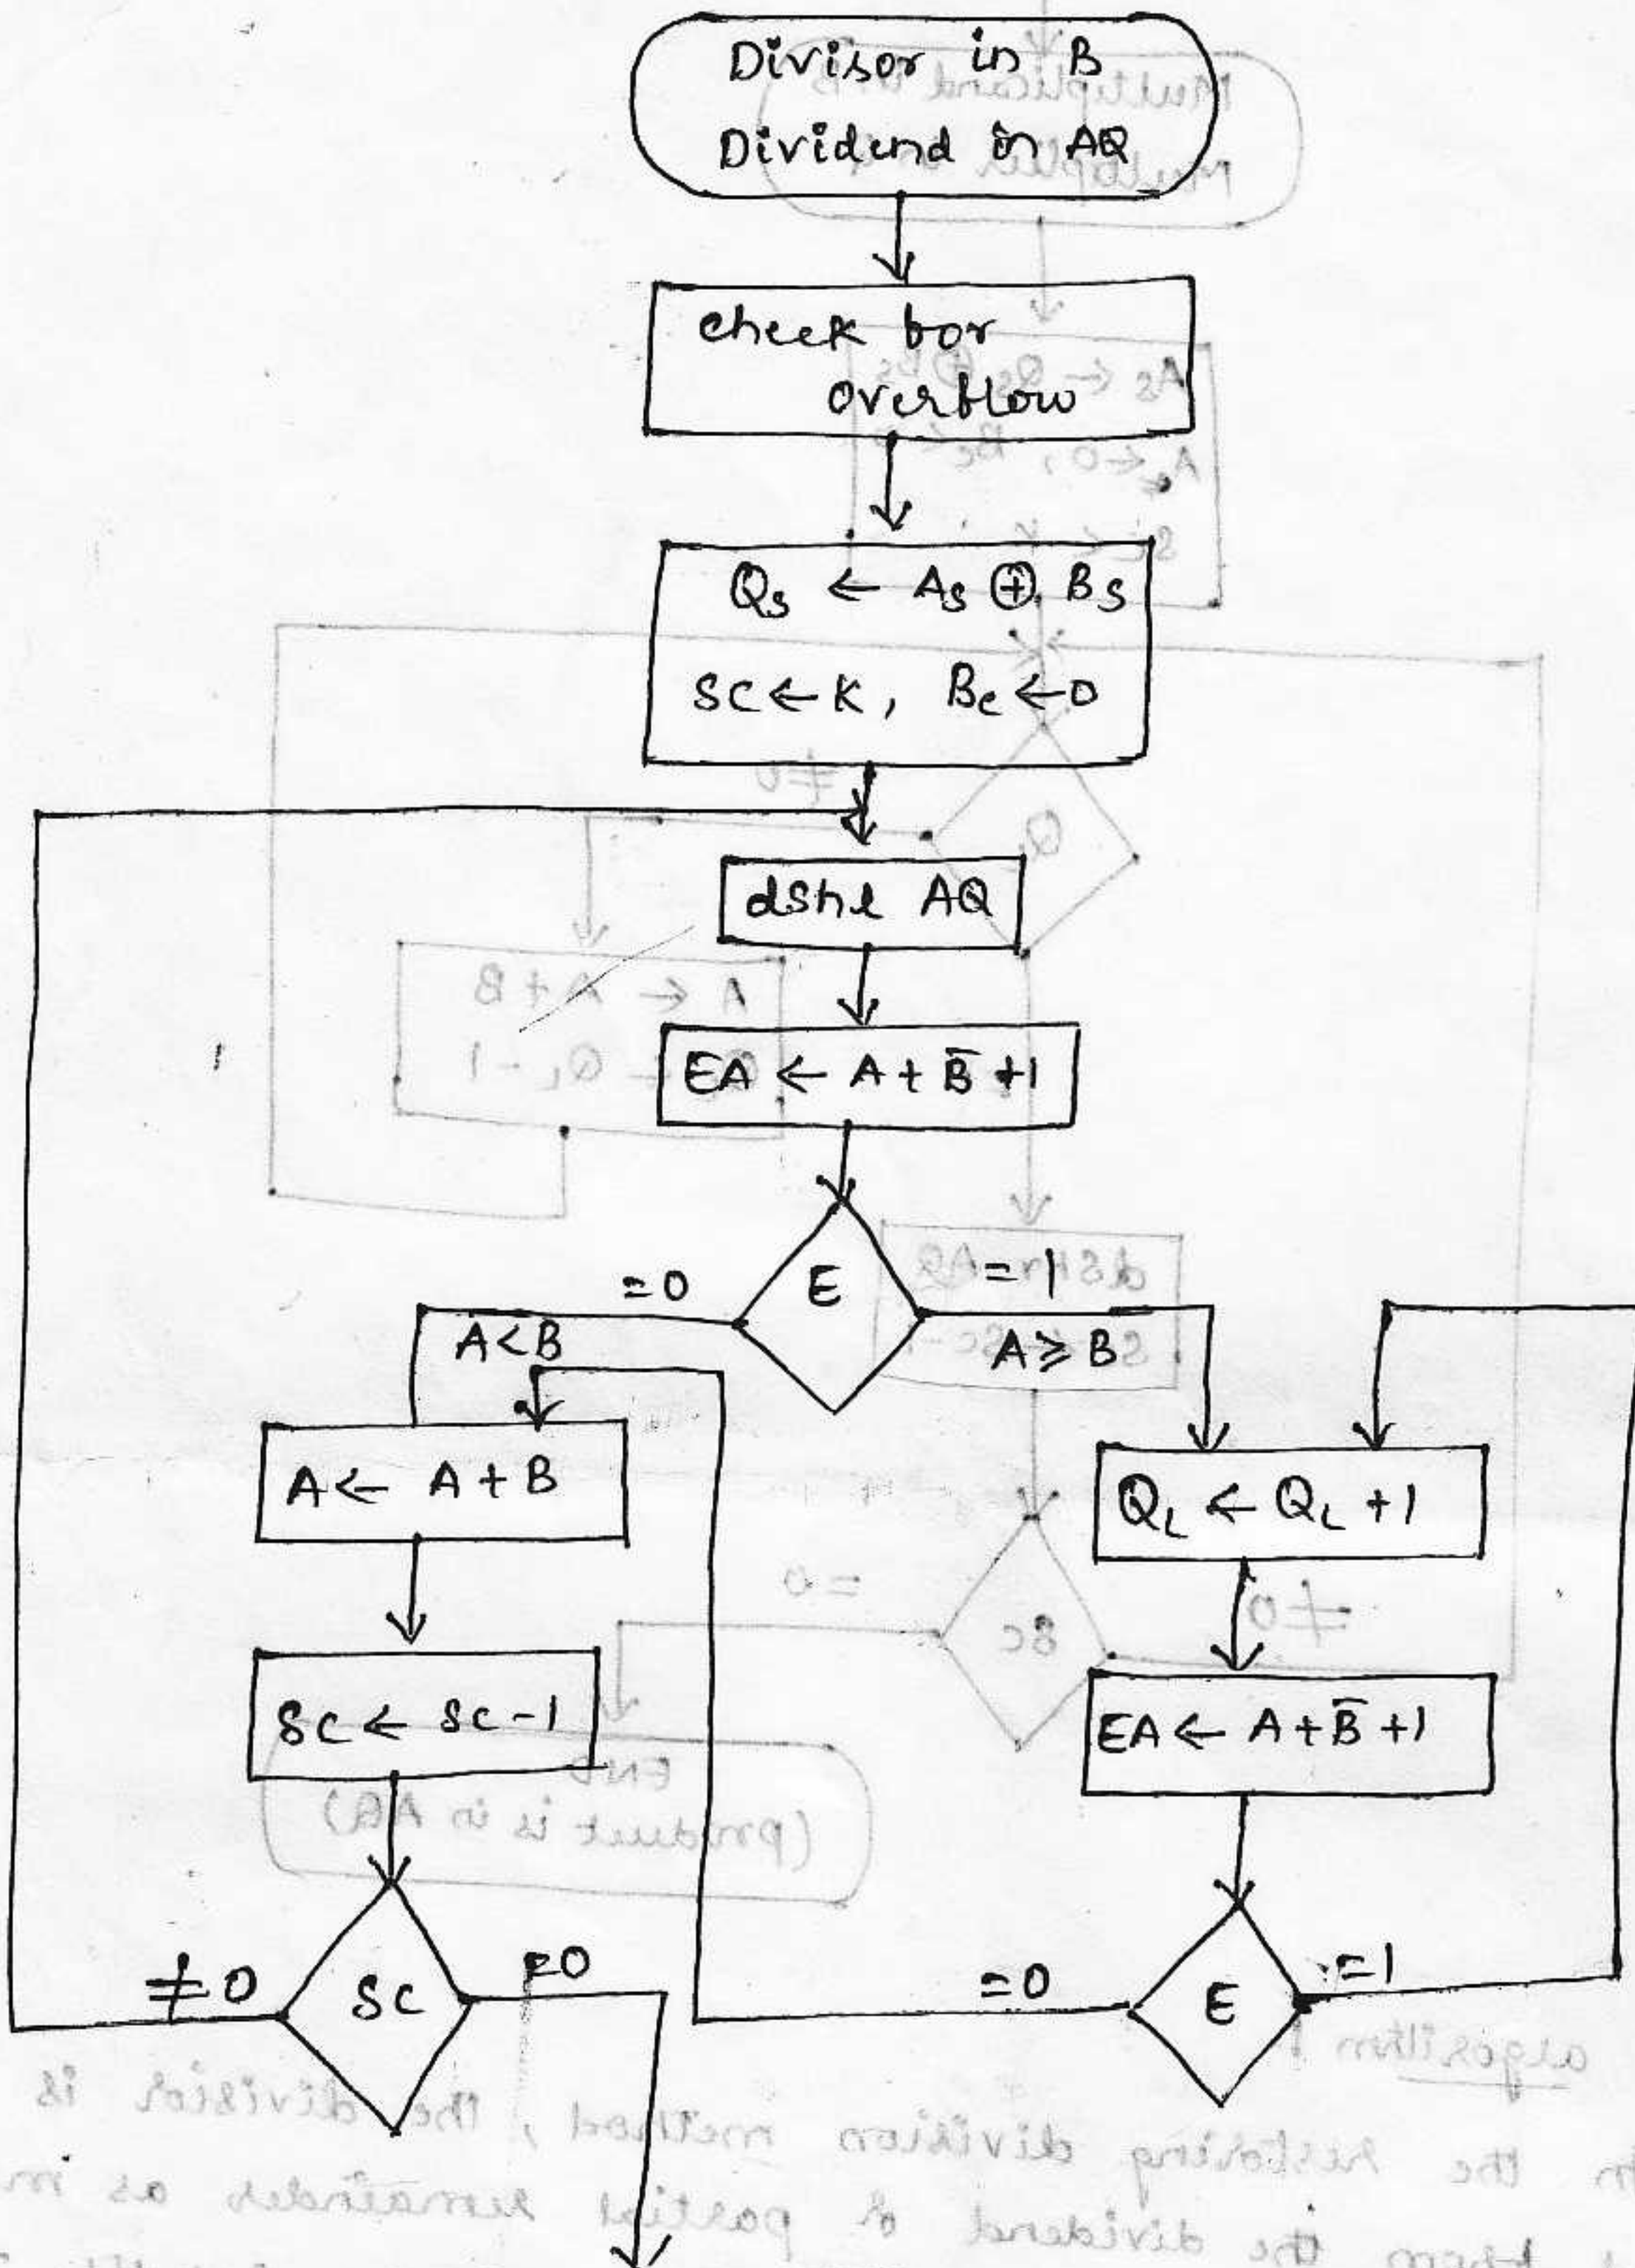 Divisor in B
Dividend in AQ
check for
overflow
Qs ← As ⊕ Bs
SC ← K, Be ← 0
dshl AQ
EA ← A + B̅ + 1
E
=0
=1
A < B
A ≥ B
A ← A + B
QL ← QL + 1
SC ← SC - 1
EA ← A + B̅ + 1
≠0
SC
=0
=0
E
=1